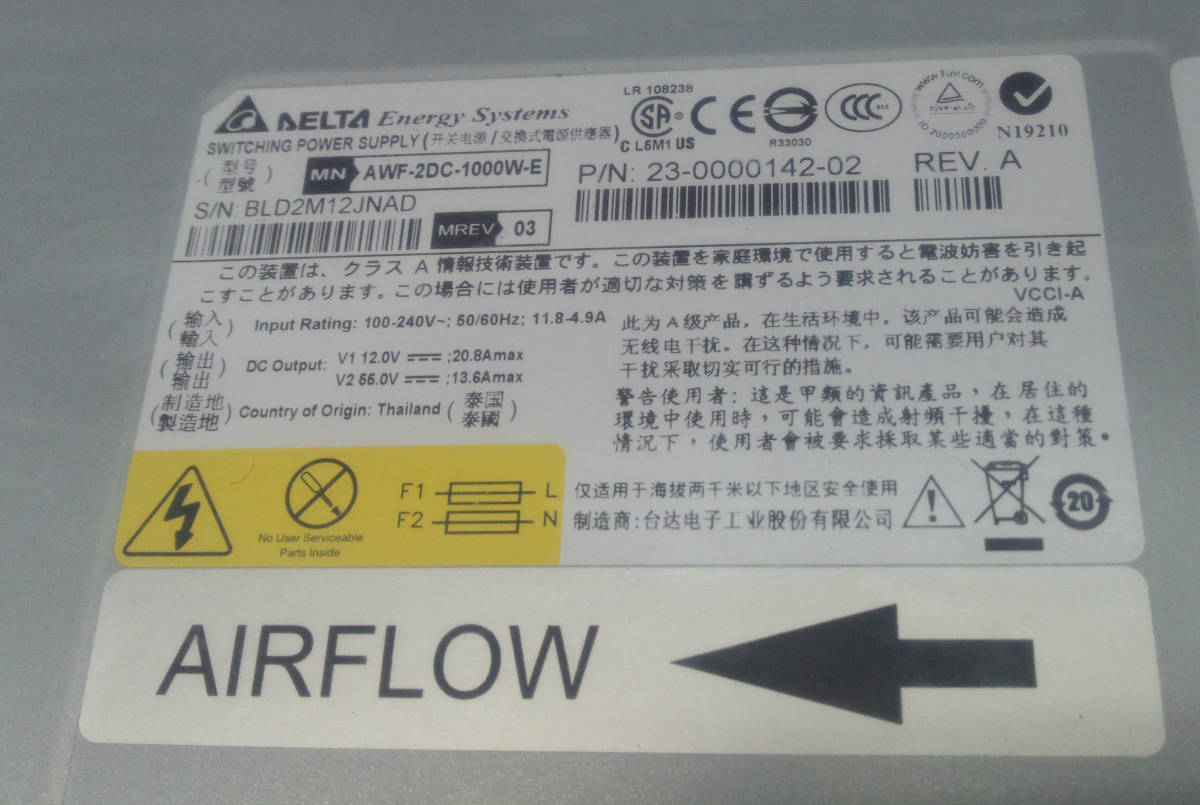 DELTA Energy Systems
SWITCHING POWER SUPPLY (开关电源 / 交換式電源供應器)
LR 108238
SA
C L6M1 US
CE
R33030
CCC
www.tuv.com
ID 2000000000
N19210
(型号
型號)
MN AWF-2DC-1000W-E
P/N: 23-0000142-02
REV. A
S/N: BLD2M12JNAD
MREV 03
この装置は、クラス A 情報技術装置です。この装置を家庭環境で使用すると電波妨害を引き起
こすことがあります。この場合には使用者が適切な対策を講ずるよう要求されることがあります。
VCCI-A
(输入
輸入) Input Rating: 100-240V~; 50/60Hz; 11.8-4.9A
(输出
输出) DC Output: V1 12.0V ;20.8Amax
V2 56.0V ;13.6Amax
(制造地
製造地) Country of Origin: Thailand (泰国
泰國)
此为 A 级产品，在生活环境中，该产品可能会造成
无线电干扰。在这种情况下，可能需要用户对其
干扰采取切实可行的措施。
警告使用者：這是甲類的資訊產品，在居住的
環境中使用時，可能會造成射頻干擾，在這種
情況下，使用者會被要求採取某些適當的對策。
No User Serviceable
Parts Inside
F1 L
F2 N
仅适用于海拔两千米以下地区安全使用
制造商:台达电子工业股份有限公司
20
AIRFLOW